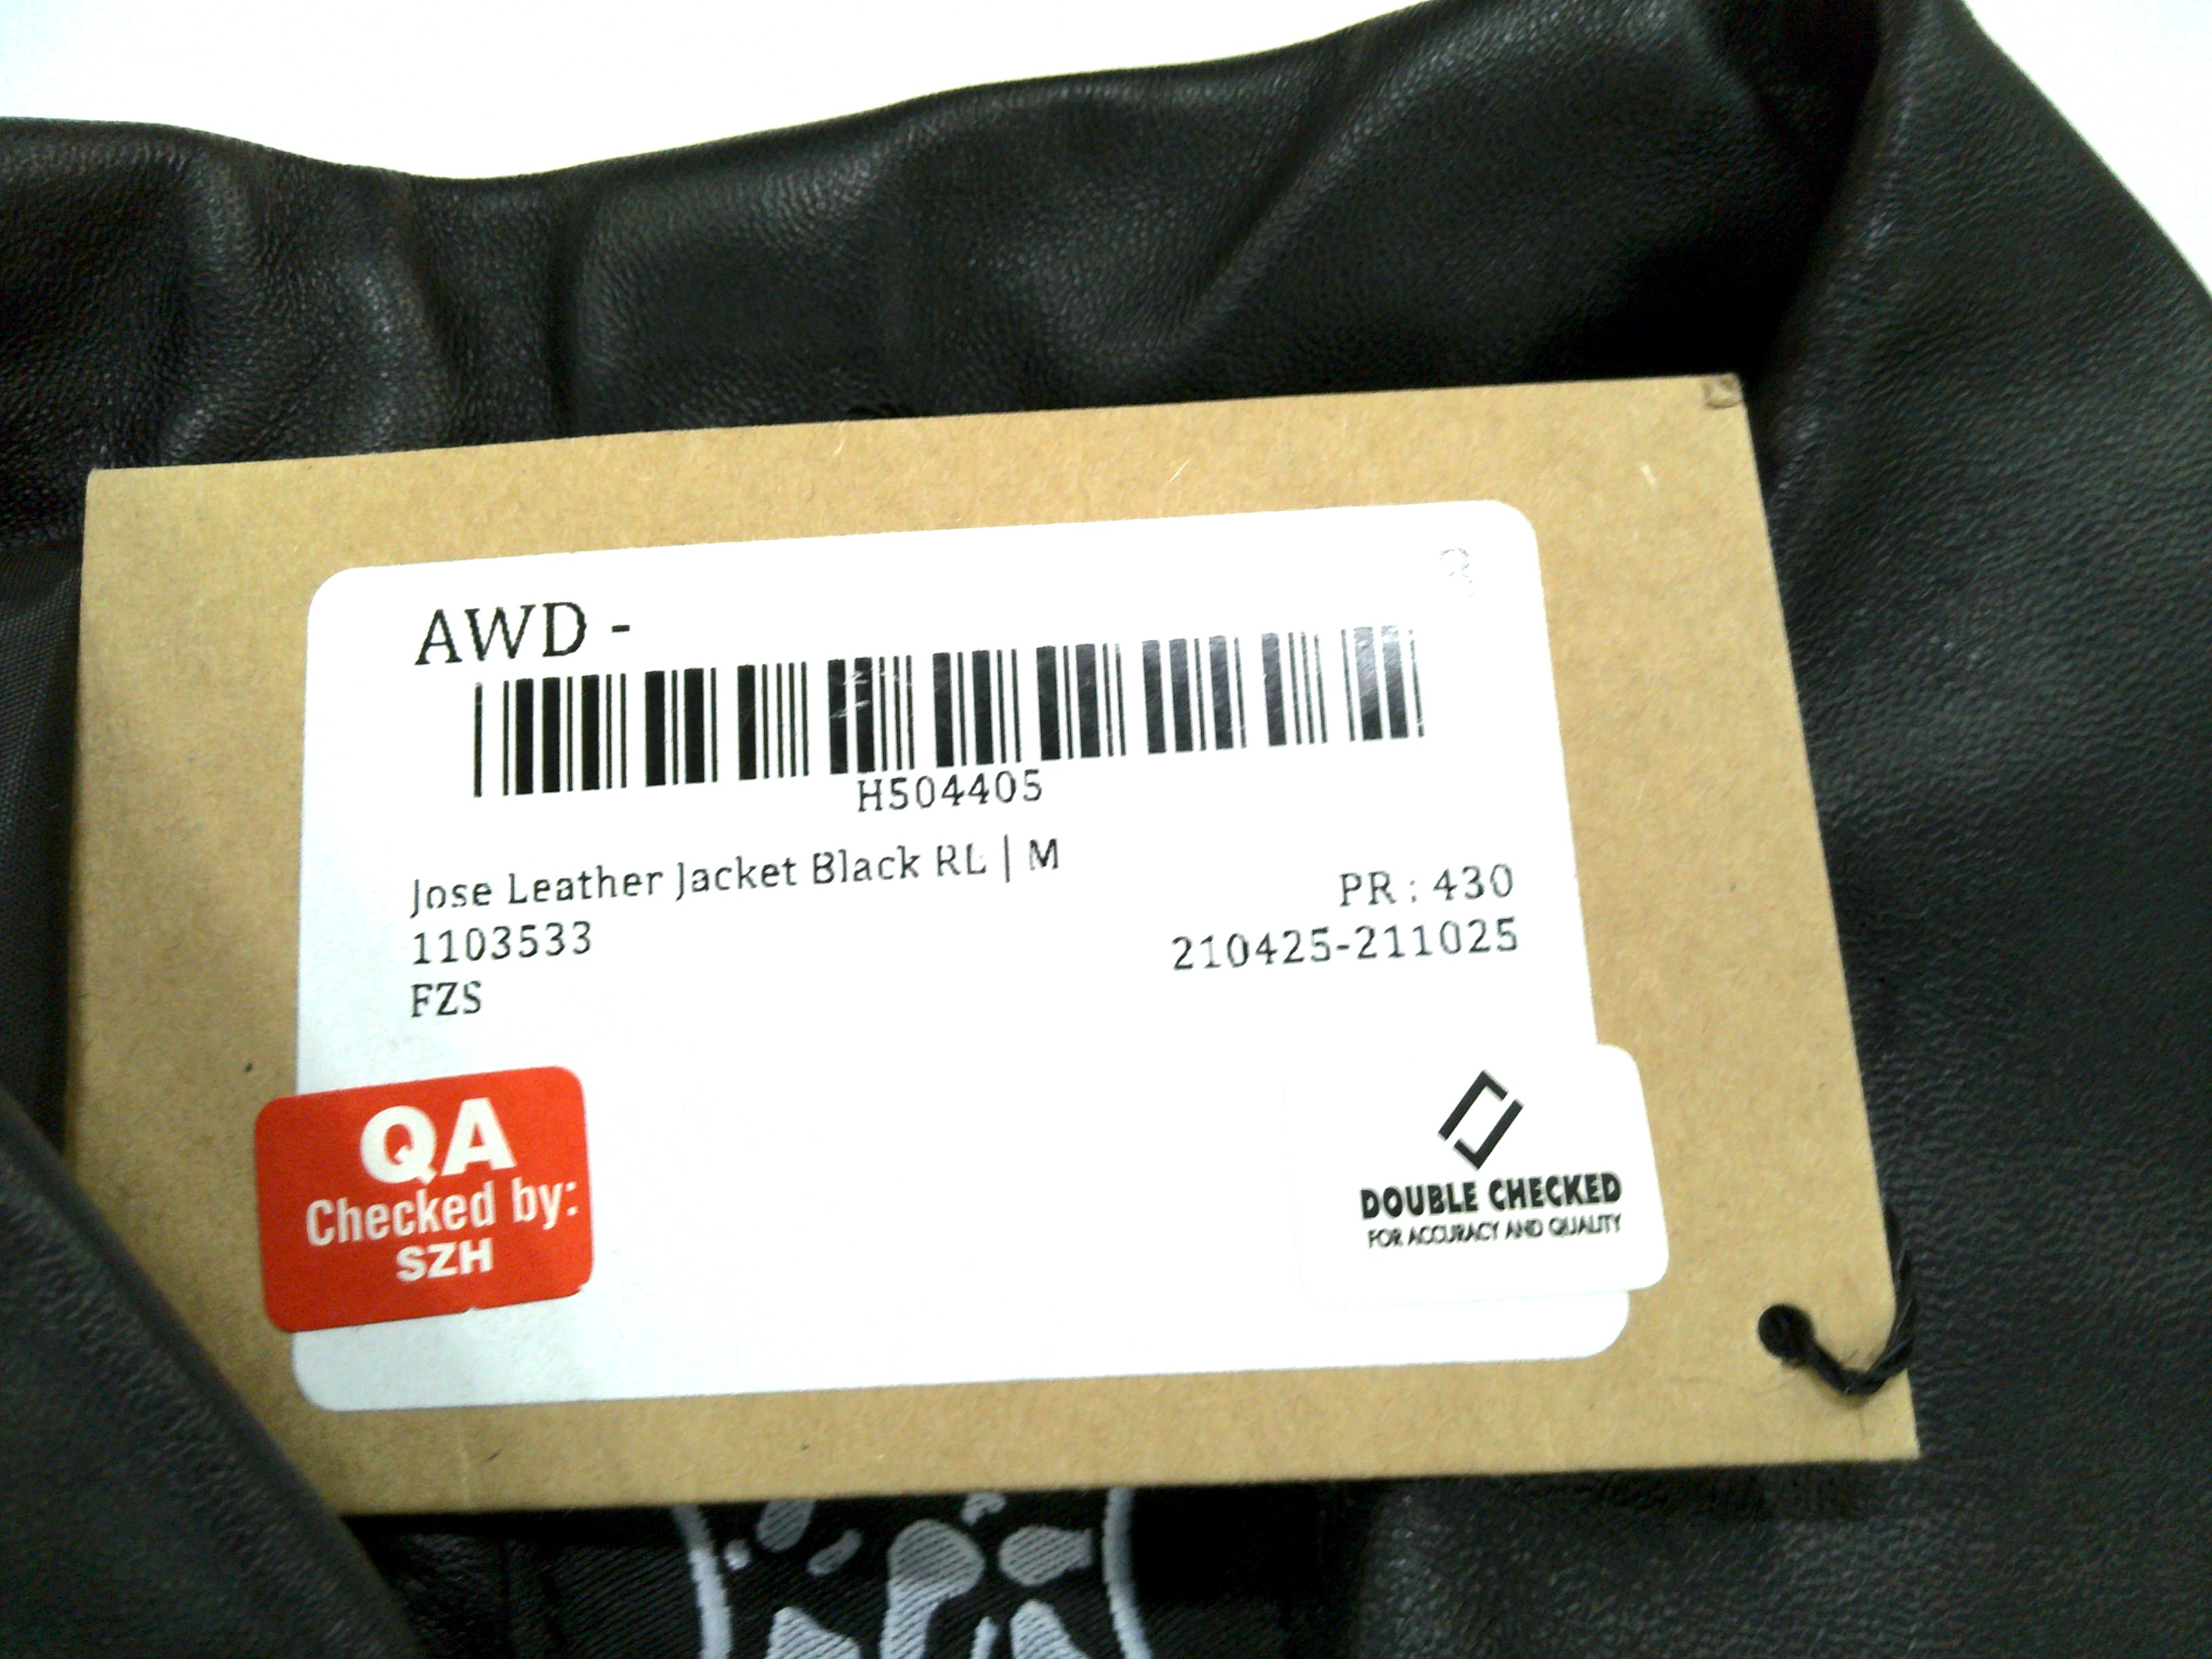 AWD -
H504405
Jose Leather Jacket Black RL | M
PR : 430
1103533
210425-211025
FZS
QA
Checked by:
SZH
DOUBLE CHECKED
FOR ACCURACY AND QUALITY